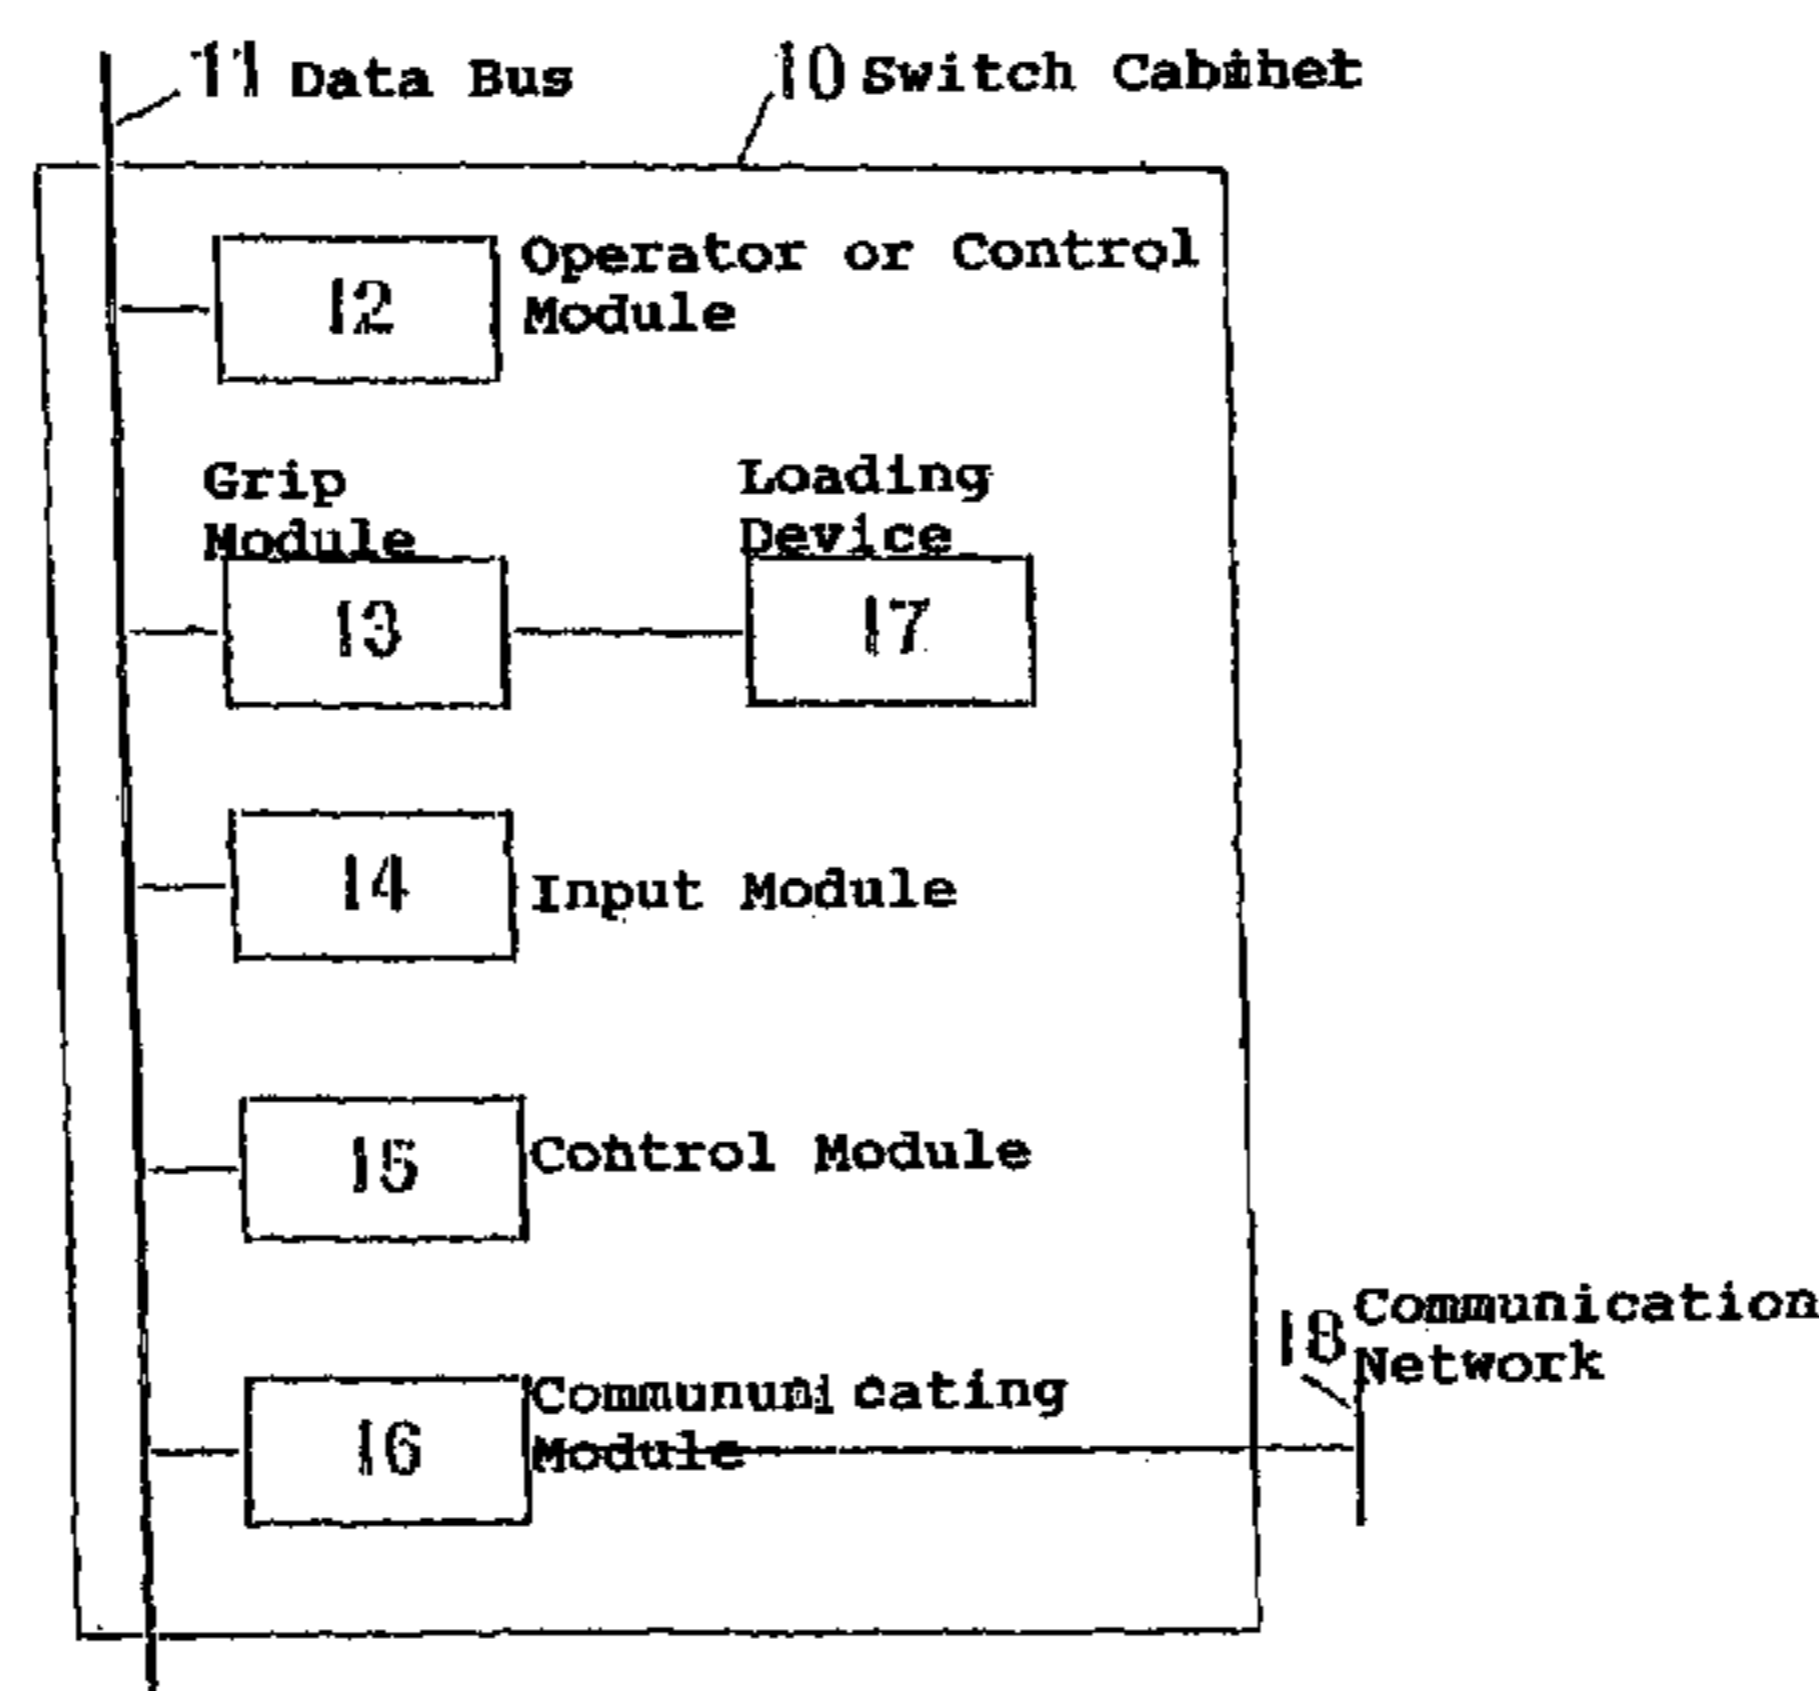 11 Data Bus
10 Switch Cabinet
12
Operator or Control
Module
Grip
Module
13
Loading
Device
17
14
Input Module
15
Control Module
16
Commununicating
Module
18
Communication
Network